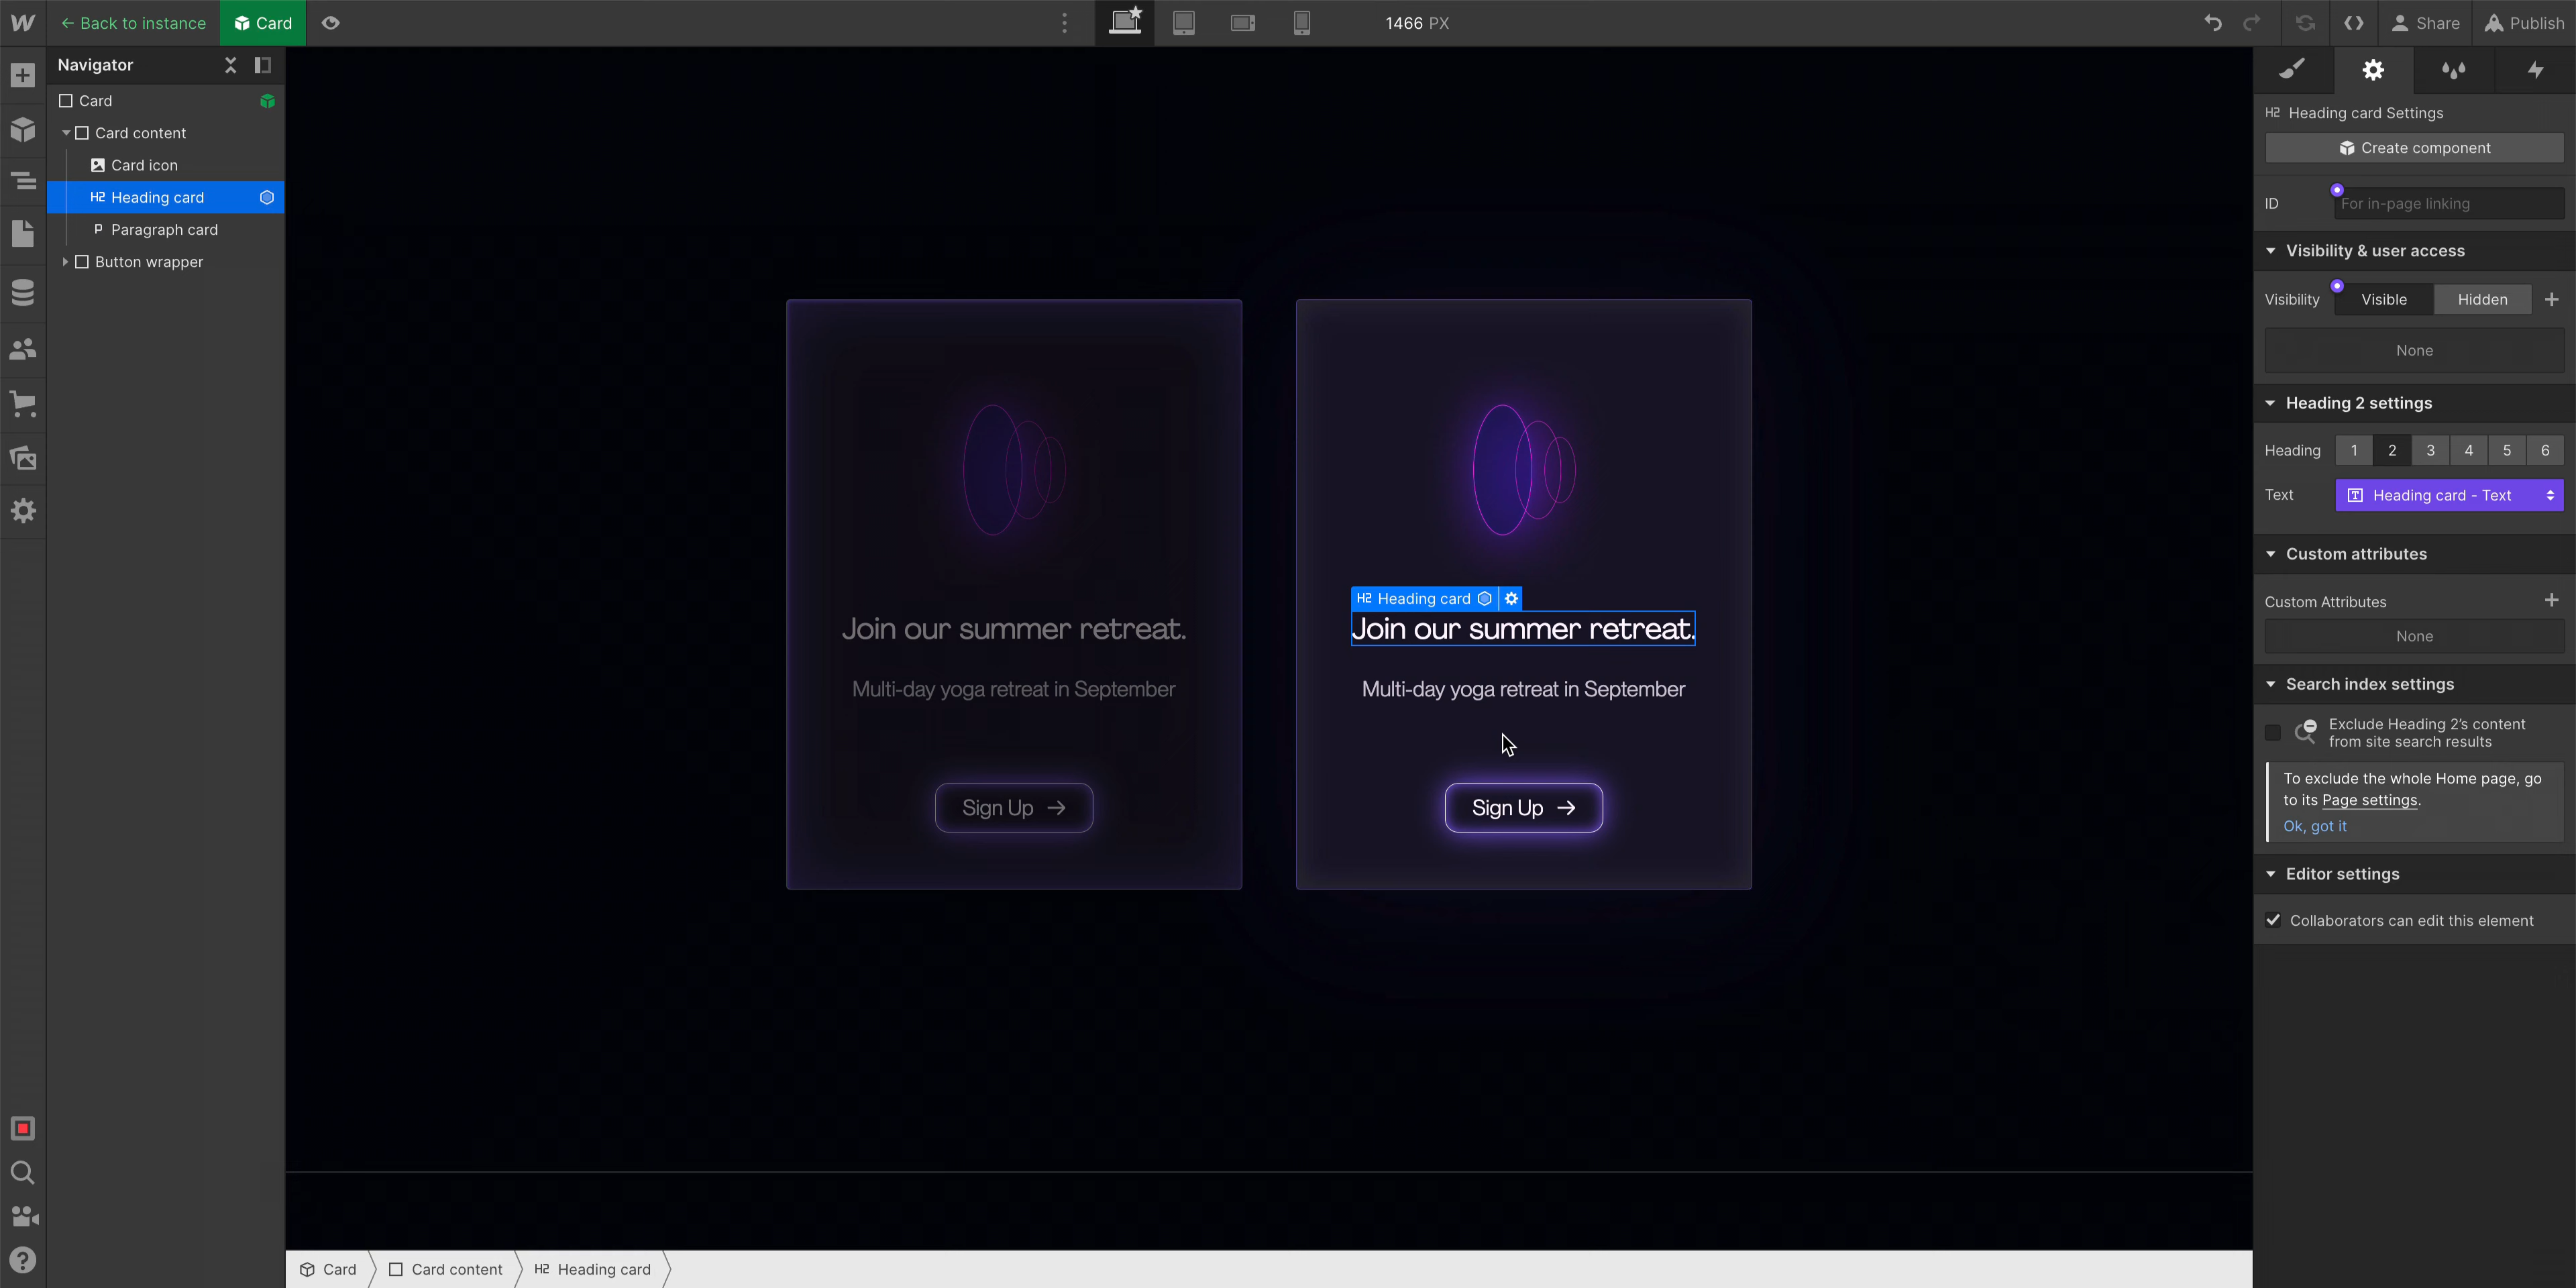 Back to instance
Card
1466 PX
Share
Publish
Navigator
Card
Card content
Card icon
H2 Heading card
P Paragraph card
Button wrapper
Join our summer retreat.
Multi-day yoga retreat in September
Sign Up
H2 Heading card
Join our summer retreat.
Multi-day yoga retreat in September
Sign Up
H2 Heading card Settings
Create component
ID
For in-page linking
Visibility & user access
Visibility
Visible
Hidden
None
Heading 2 settings
Heading
1 2 3 4 5 6
Text
Heading card - Text
Custom attributes
Custom Attributes
None
Search index settings
Exclude Heading 2's content
from site search results
To exclude the whole Home page, go
to its Page settings.
Ok, got it
Editor settings
Collaborators can edit this element
Card
Card content
H2 Heading card